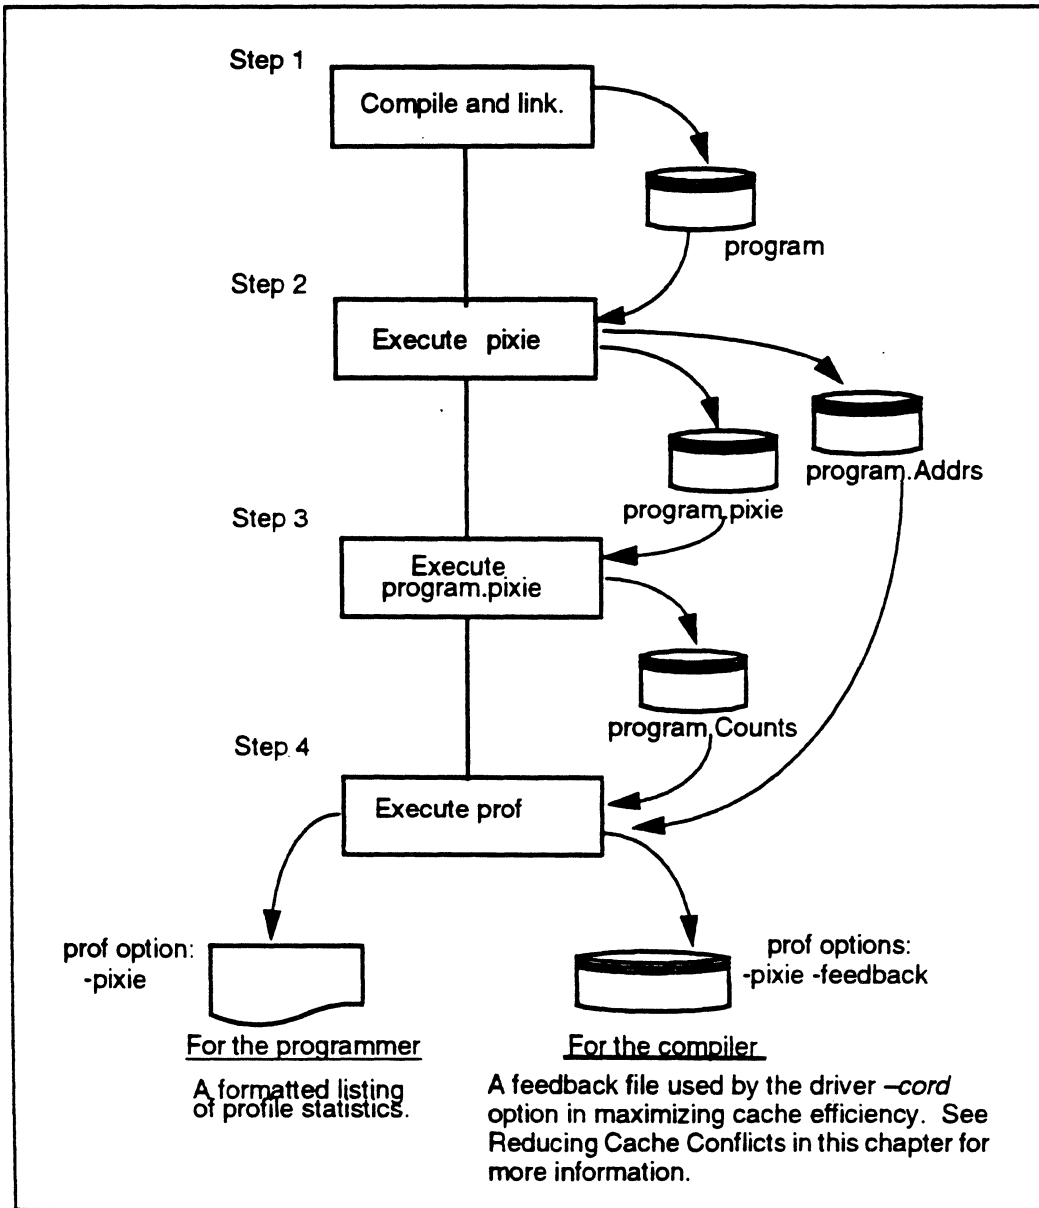 Step 1
Compile and link.
program
Step 2
Execute pixie
program.Addrs
program.pixie
Step 3
Execute
program.pixie
program.Counts
Step 4
Execute prof
prof option:
-pixie
prof options:
-pixie -feedback
For the programmer
A formatted listing
of profile statistics.
For the compiler
A feedback file used by the driver –cord
option in maximizing cache efficiency. See
Reducing Cache Conflicts in this chapter for
more information.